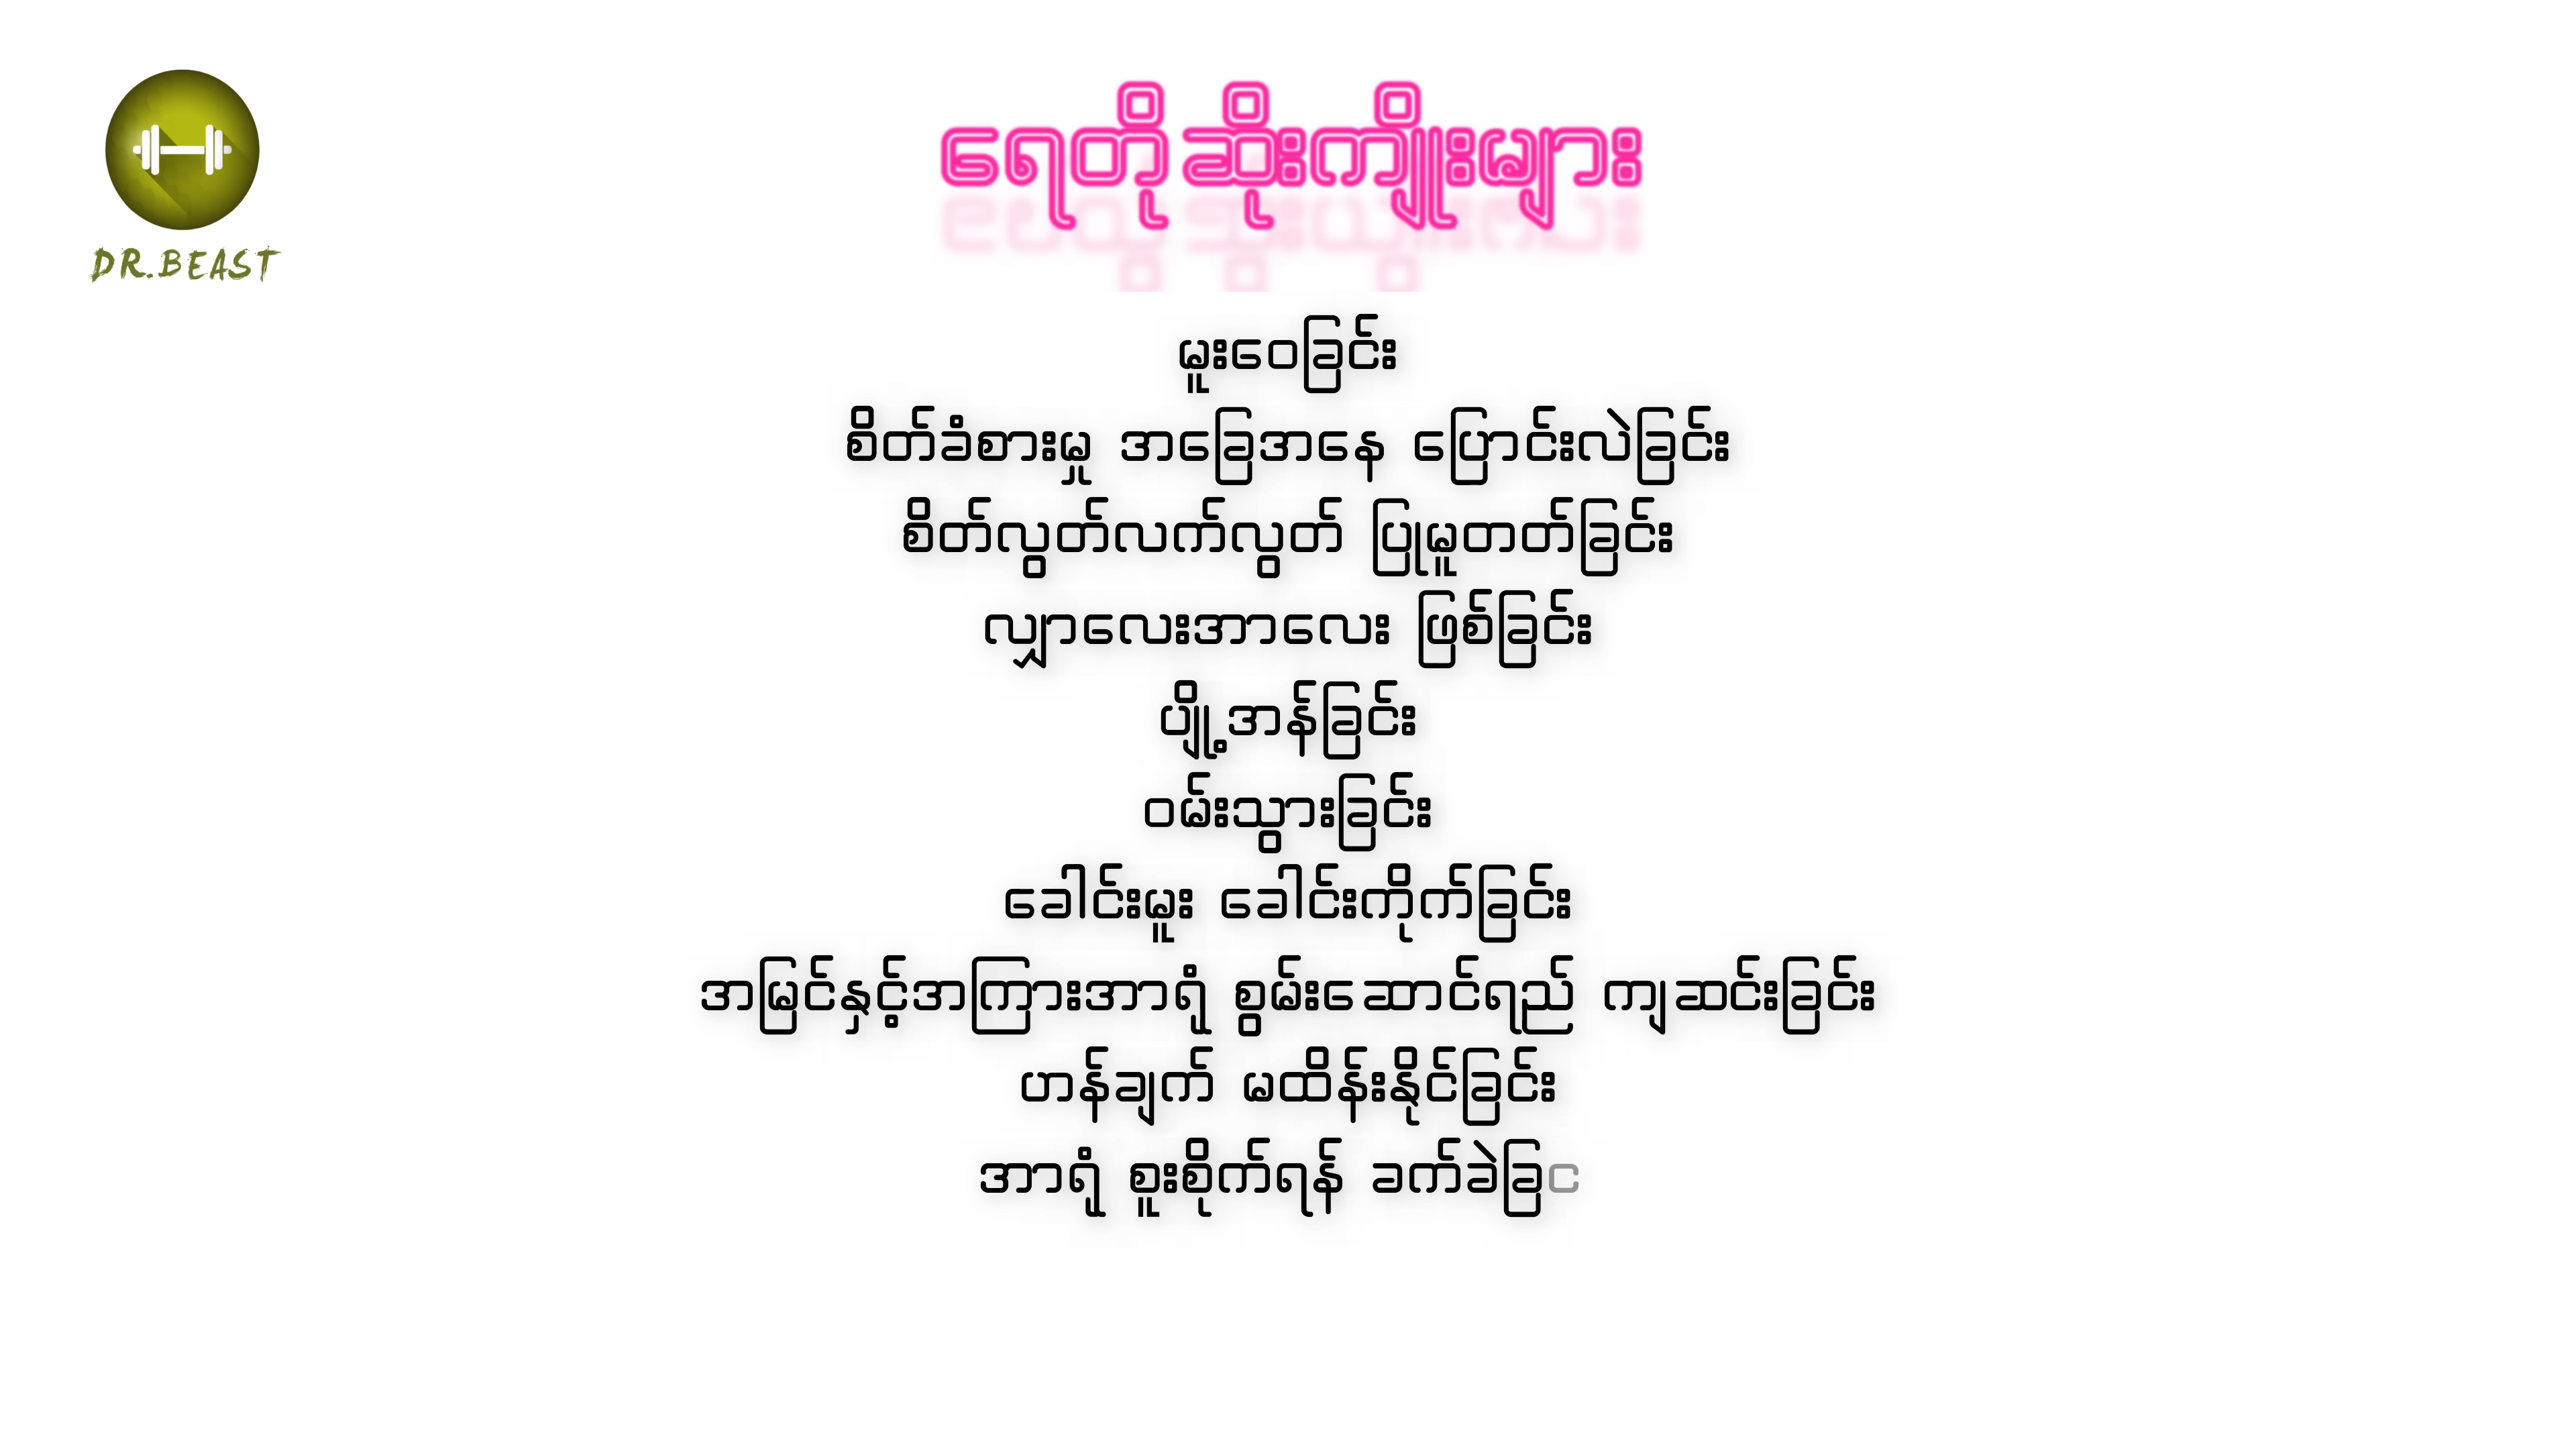 ရေတိုဆိုးကျိုးများ
DR.BEAST
မူးဝေခြင်း
စိတ်ခံစားမှု အခြေအနေ ပြောင်းလဲခြင်း
စိတ်လွတ်လက်လွတ် ပြုမူတတ်ခြင်း
လျှာလေးအာလေး ဖြစ်ခြင်း
ပျို့အန်ခြင်း
ဝမ်းသွားခြင်း
ခေါင်းမူး ခေါင်းကိုက်ခြင်း
အမြင်နှင့်အကြားအာရုံ စွမ်းဆောင်ရည် ကျဆင်းခြင်း
ဟန်ချက် မထိန်းနိုင်ခြင်း
အာရုံ စူးစိုက်ရန် ခက်ခဲခြင